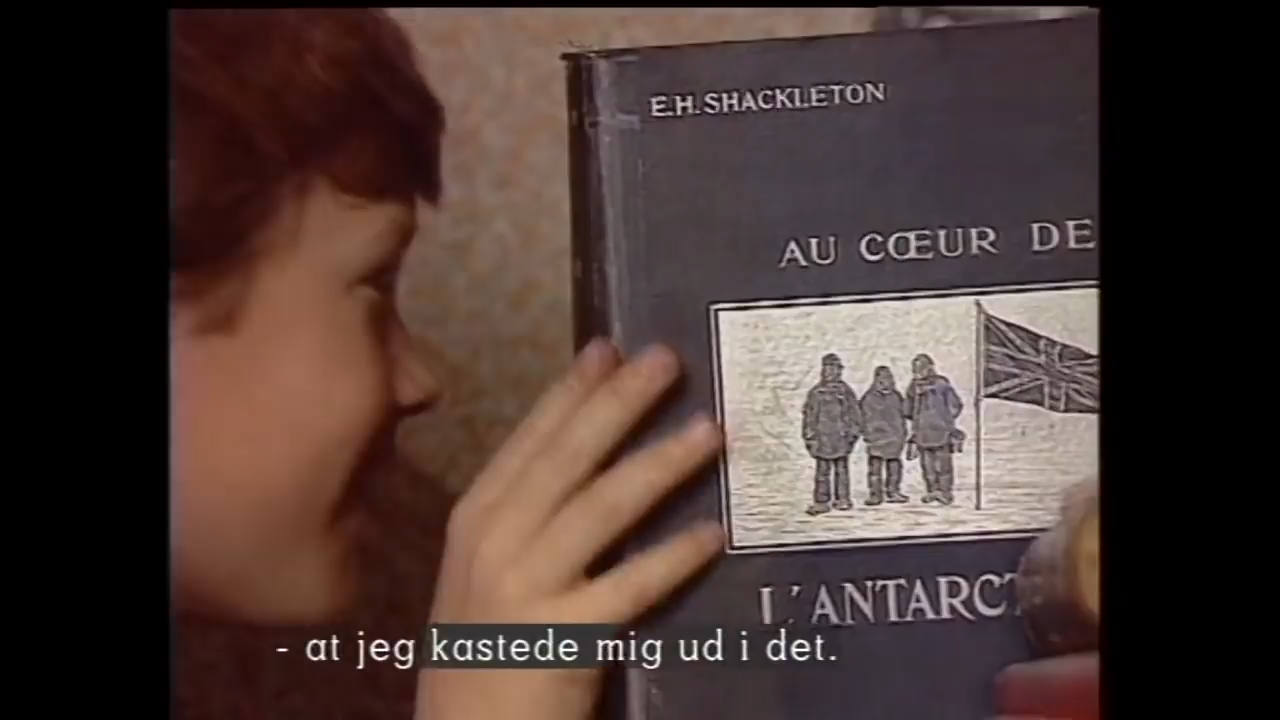 E.H. SHACKLETON
AU CŒUR DE
L'ANTARCT
- at jeg kastede mig ud i det.